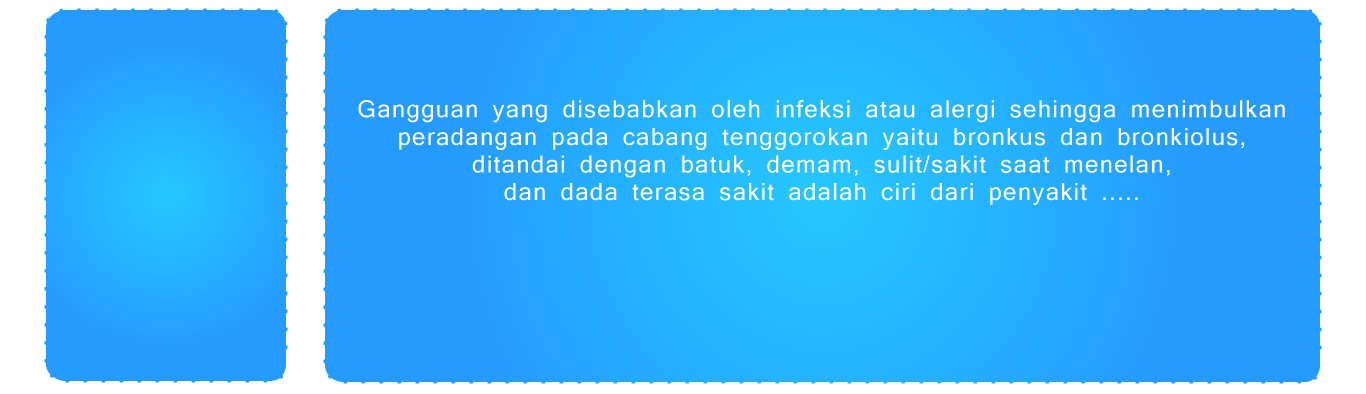 Gangguan yang disebabkan oleh infeksi atau alergi sehingga menimbulkan
peradangan pada cabang tenggorokan yaitu bronkus dan bronkiolus,
ditandai dengan batuk, demam, sulit/sakit saat menelan,
dan dada terasa sakit adalah ciri dari penyakit .....